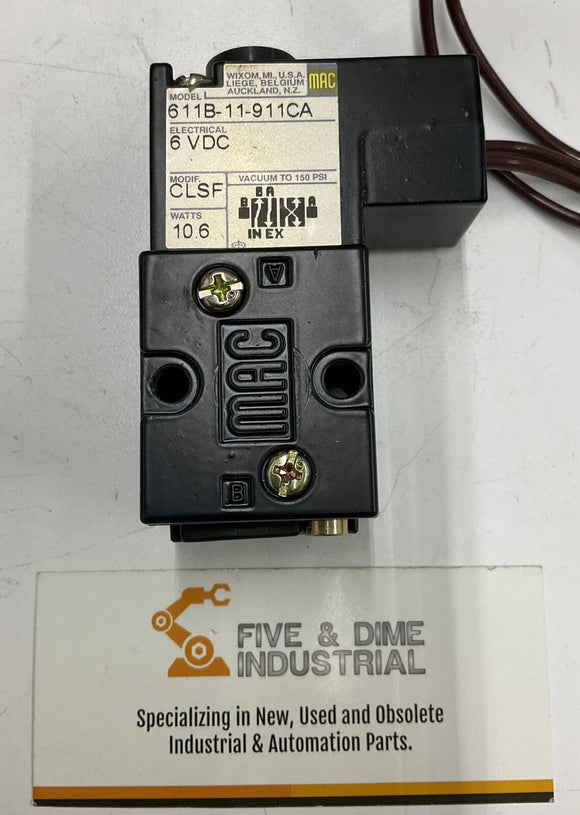 WIXOM, MI., U.S.A.
LIEGE, BELGIUM
AUCKLAND, N.Z.
MAC
MODEL
611B-11-911CA
ELECTRICAL
6 VDC
MODIF.
CLSF
VACUUM TO 150 PSI
WATTS
10.6
B A
B A
IN EX
A
MAC
B
FIVE & DIME
INDUSTRIAL
Specializing in New, Used and Obsolete
Industrial & Automation Parts.